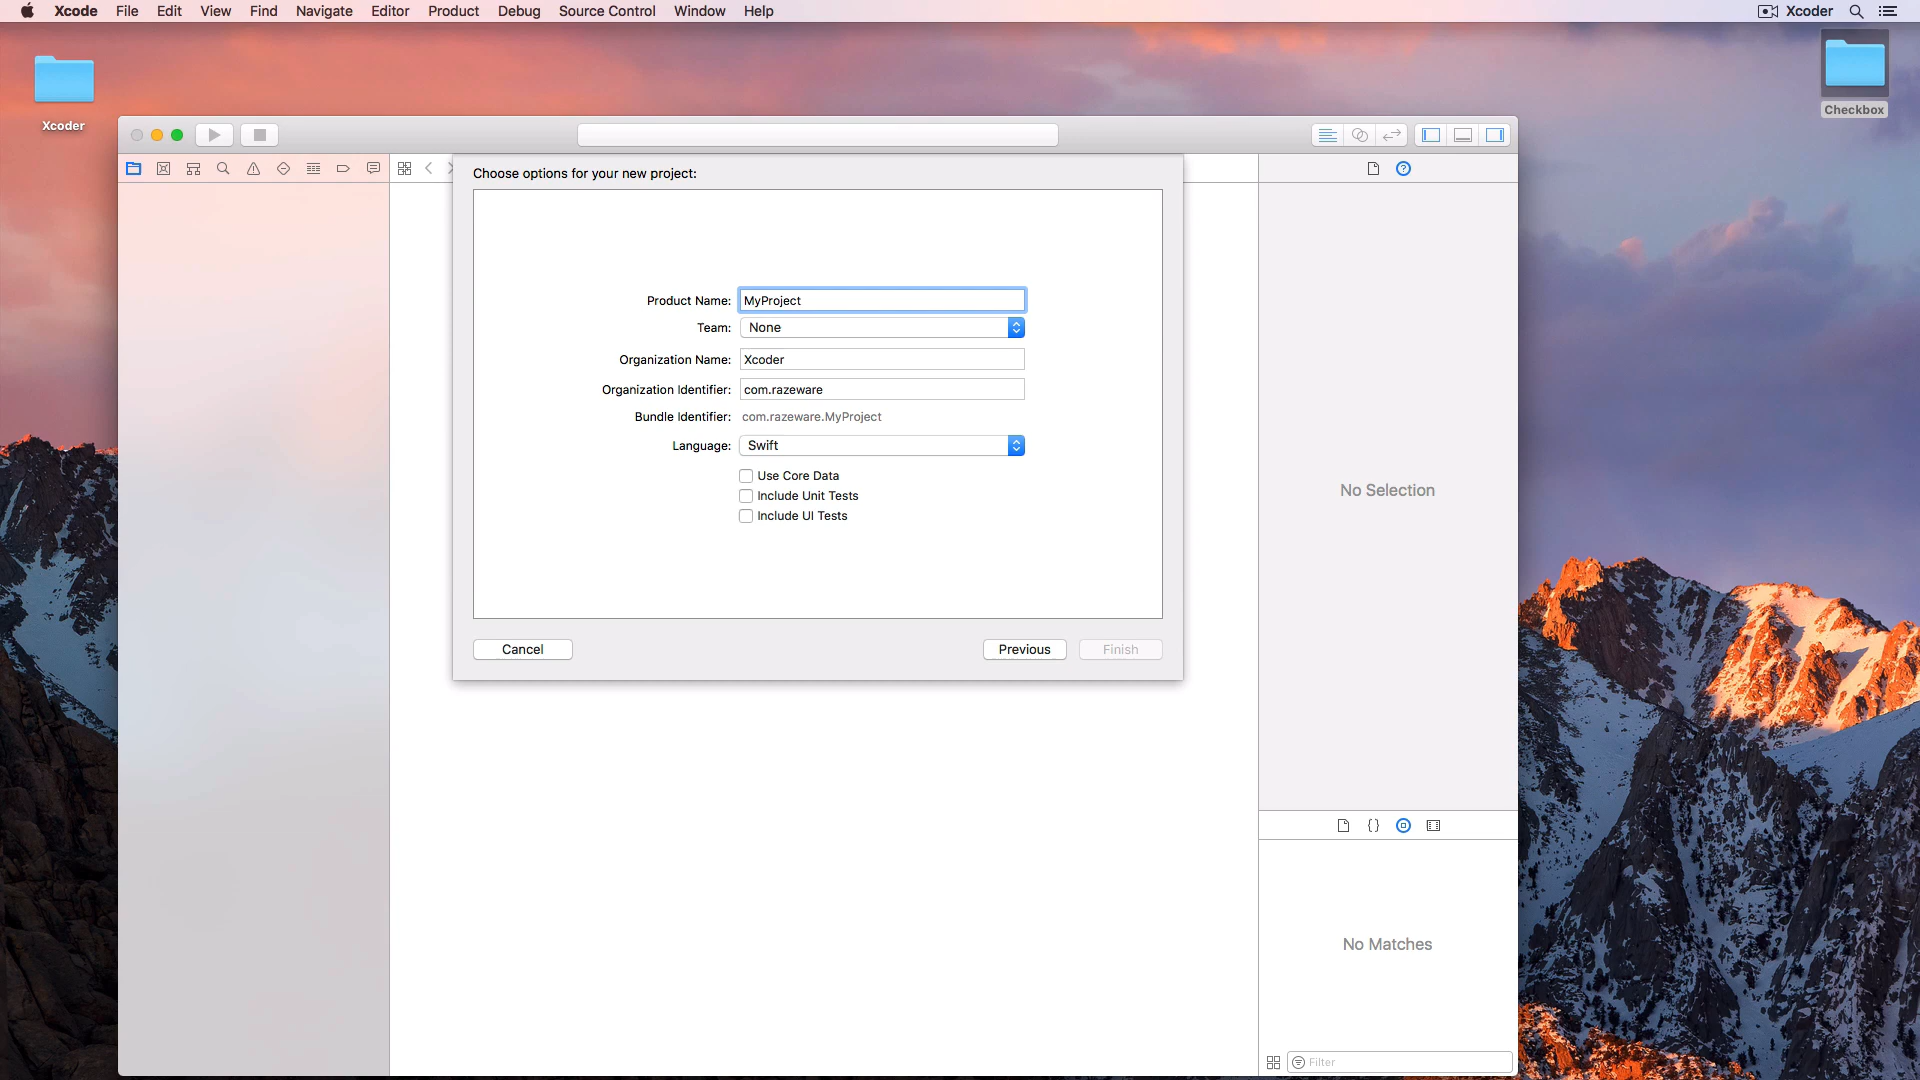 Xcode File Edit View Find Navigate Editor Product Debug Source Control Window Help Xcoder
Xcoder
Checkbox
Choose options for your new project:
Product Name: MyProject
Team: None
Organization Name: Xcoder
Organization Identifier: com.razeware
Bundle Identifier: com.razeware.MyProject
Language: Swift
Use Core Data
Include Unit Tests
Include UI Tests
No Selection
Cancel Previous Finish
{}
No Matches
Filter